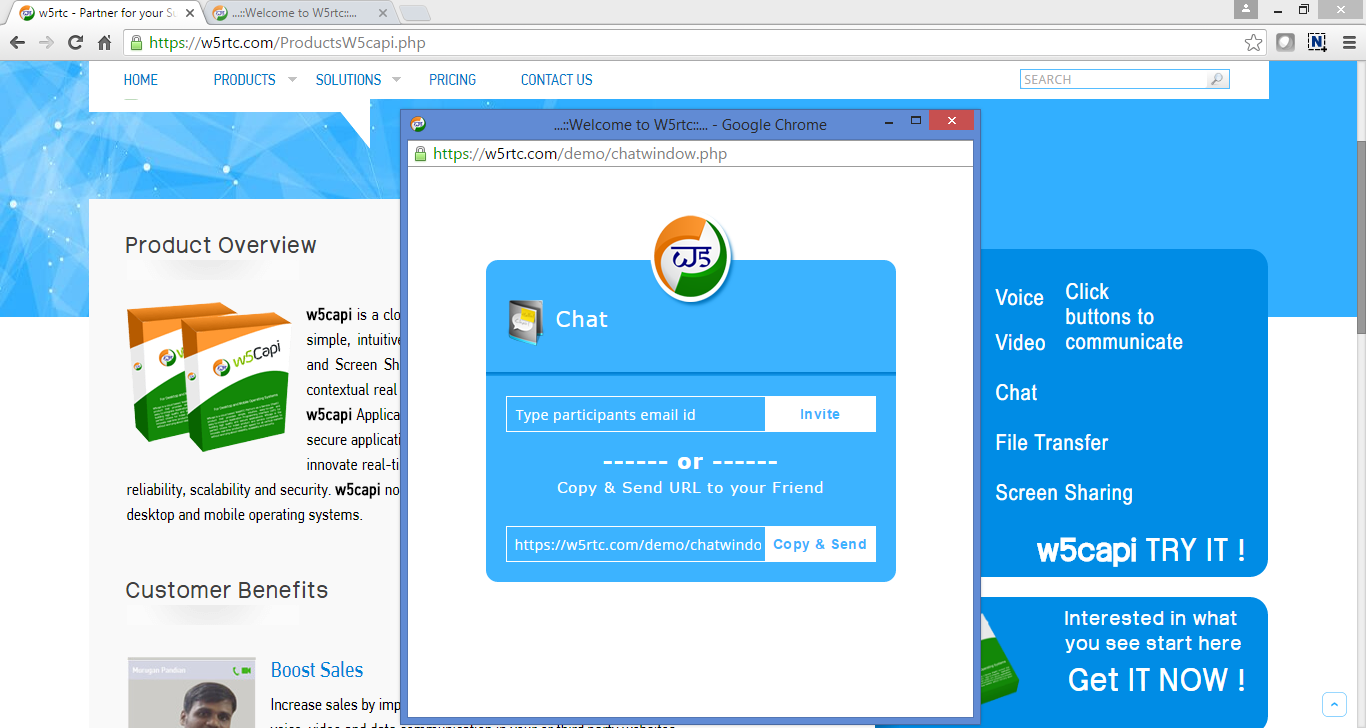 w5rtc - Partner for your Su
...::Welcome to W5rtc::...
https://w5rtc.com/ProductsW5capi.php
HOME
PRODUCTS
SOLUTIONS
PRICING
CONTACT US
SEARCH
...::Welcome to W5rtc::... - Google Chrome
https://w5rtc.com/demo/chatwindow.php
Product Overview
w5Capi
w5capi is a clo
simple, intuitive
and Screen Sh
contextual real
w5capi Applica
secure applicati
innovate real-ti
reliability, scalability and security. w5capi no
desktop and mobile operating systems.
Customer Benefits
Murugan Pandian
Boost Sales
Increase sales by imp
W5
Chat
Type participants email id
Invite
------ or ------
Copy & Send URL to your Friend
https://w5rtc.com/demo/chatwindo
Copy & Send
Voice
Video
Chat
File Transfer
Screen Sharing
Click
buttons to
communicate
w5capi TRY IT !
Interested in what
you see start here
Get IT NOW !